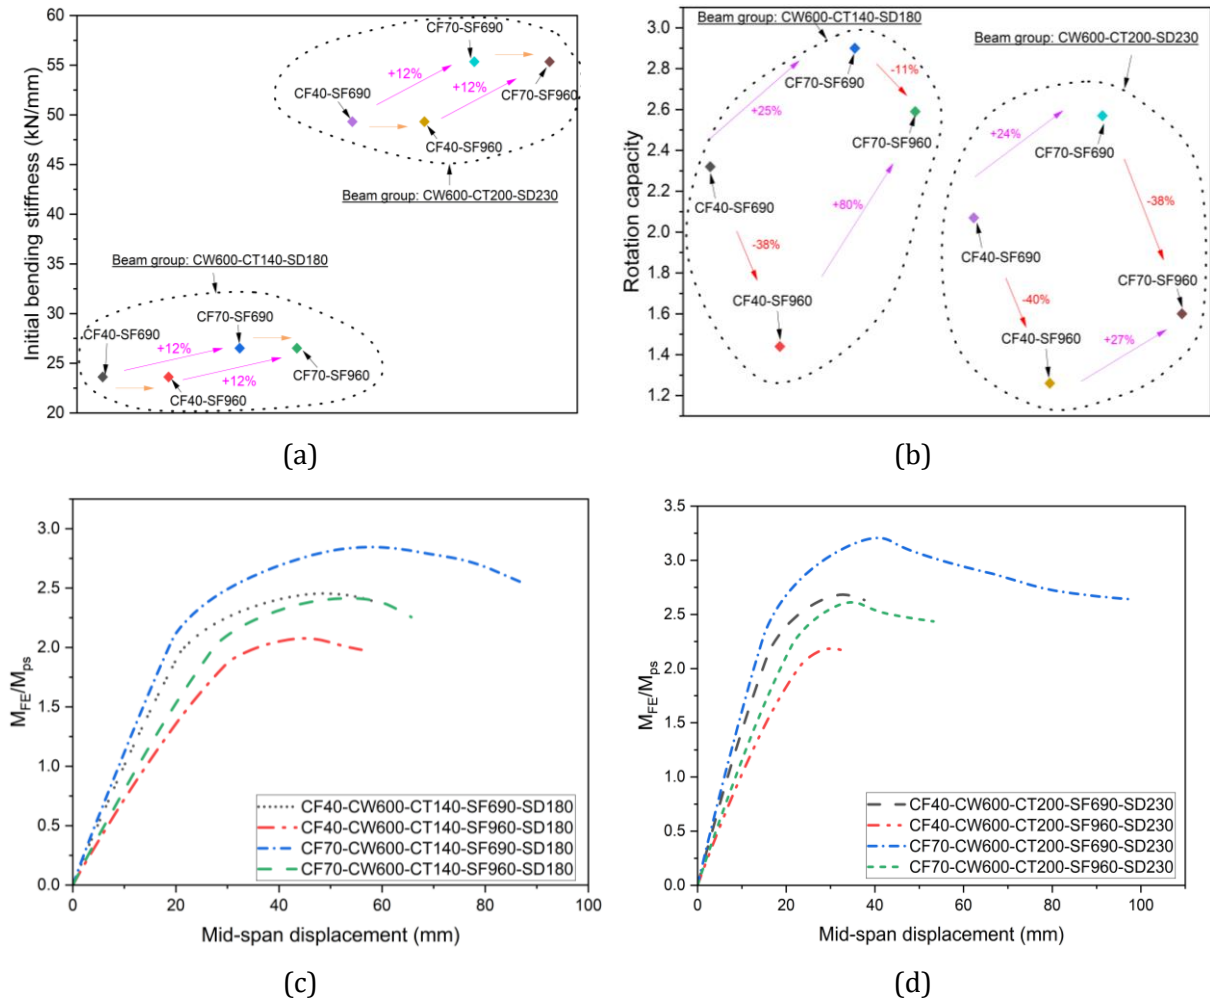 60
55
50
45
40
35
30
25
20
Initial bending stiffness (kN/mm)
CF70-SF690
+12%
+12%
CF40-SF690
CF70-SF960
CF40-SF960
Beam group: CW600-CT200-SD230
Beam group: CW600-CT140-SD180
CF70-SF690
CF40-SF690
+12%
+12%
CF70-SF960
CF40-SF960
(a)
3.0
2.8
2.6
2.4
2.2
2.0
1.8
1.6
1.4
1.2
Rotation capacity
Beam group: CW600-CT140-SD180
Beam group: CW600-CT200-SD230
CF70-SF690
-11%
+25%
CF70-SF960
CF40-SF690
+80%
-38%
CF40-SF960
+24%
CF70-SF690
-38%
CF40-SF690
-40%
CF70-SF960
CF40-SF960
+27%
(b)
3.0
2.5
2.0
1.5
1.0
0.5
0.0
M_FE/M_ps
CF40-CW600-CT140-SF690-SD180
CF40-CW600-CT140-SF960-SD180
CF70-CW600-CT140-SF690-SD180
CF70-CW600-CT140-SF960-SD180
0 20 40 60 80 100
Mid-span displacement (mm)
(c)
3.5
3.0
2.5
2.0
1.5
1.0
0.5
0.0
M_FE/M_ps
CF40-CW600-CT200-SF690-SD230
CF40-CW600-CT200-SF960-SD230
CF70-CW600-CT200-SF690-SD230
CF70-CW600-CT200-SF960-SD230
0 20 40 60 80 100
Mid-span displacement (mm)
(d)